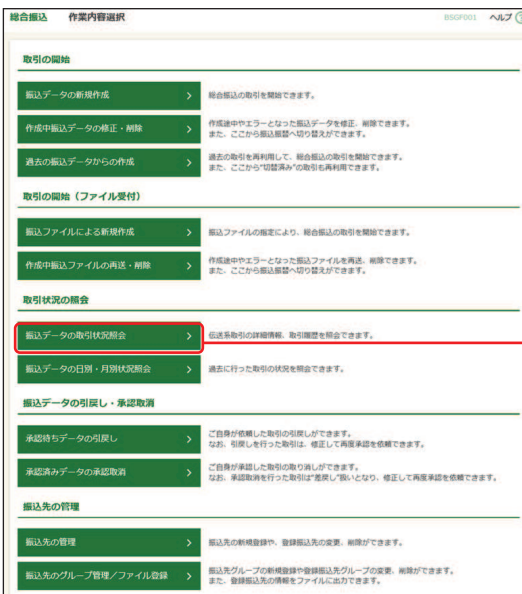 総合振込 作業内容選択 BSGF001 ヘルプ
取引の開始
振込データの新規作成 > 総合振込の取引を開始できます。
作成中振込データの修正・削除 > 作成途中やエラーとなった振込データを修正、削除できます。
また、ここから振込振替へ切り替えができます。
過去の振込データからの作成 > 過去の取引を再利用して、総合振込の取引を開始できます。
また、ここから“切替済み”の取引も再利用できます。
取引の開始（ファイル受付）
振込ファイルによる新規作成 > 振込ファイルの指定により、総合振込の取引を開始できます。
作成中振込ファイルの再送・削除 > 作成途中やエラーとなった振込ファイルを再送、削除できます。
また、ここから振込振替へ切り替えができます。
取引状況の照会
振込データの取引状況照会 > 伝送系取引の詳細情報、取引履歴を照会できます。
振込データの日別・月別状況照会 > 過去に行った取引の状況を照会できます。
振込データの引戻し・承認取消
承認待ちデータの引戻し > ご自身が依頼した取引の引戻しができます。
なお、引戻しを行った取引は、修正して再度承認を依頼できます。
承認済みデータの承認取消 > ご自身が承認した取引の取り消しができます。
なお、承認取消を行った取引は“差戻し”扱いとなり、修正して再度承認を依頼できます。
振込先の管理
振込先の管理 > 振込先の新規登録や、登録振込先の変更、削除ができます。
振込先のグループ管理／ファイル登録 > 振込先グループの新規登録や登録振込先グループの変更、削除ができます。
また、登録振込先の情報をファイルに出力できます。